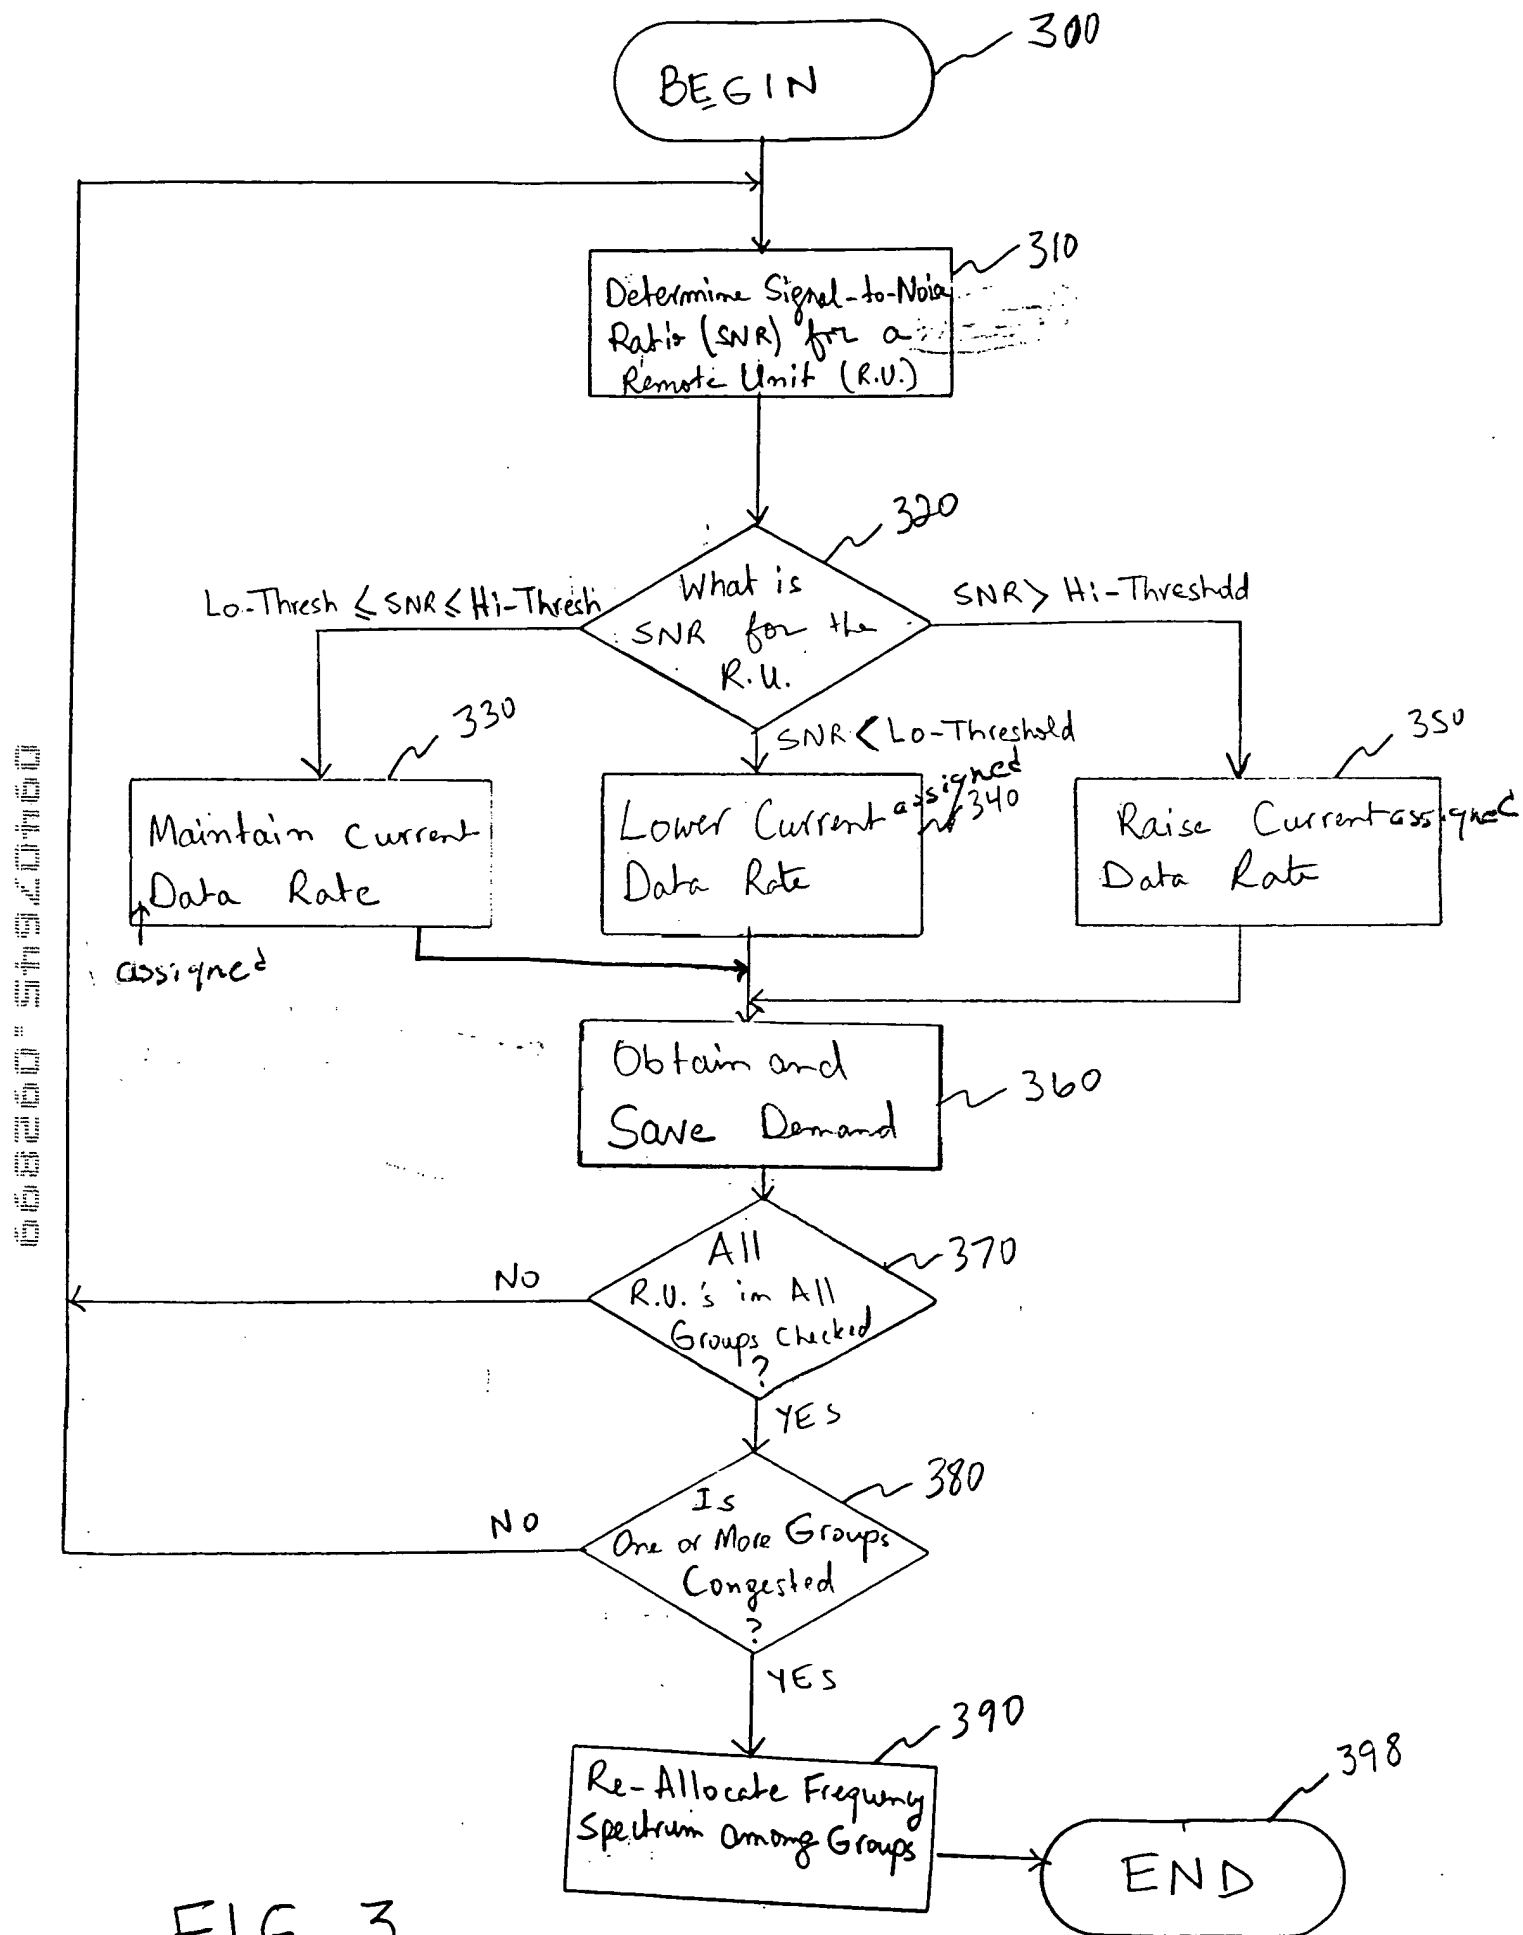 BEGIN
300
310
Determine Signal-to-Noise
Ratio (SNR) for a
Remote Unit (R.U.)
320
What is
SNR for the
R.U.
Lo-Thresh ≤ SNR ≤ Hi-Thresh
SNR > Hi-Threshold
SNR < Lo-Threshold
330
Maintain Current
Data Rate
assigned
assigned
340
Lower Current
Data Rate
350
Raise Current assigned
Data Rate
Obtain and
Save Demand
360
All
R.U.'s in All
Groups Checked
?
370
NO
YES
Is
One or More Groups
Congested
?
380
NO
YES
390
Re-Allocate Frequency
Spectrum among Groups
398
END
FIG 3
09407645.092899